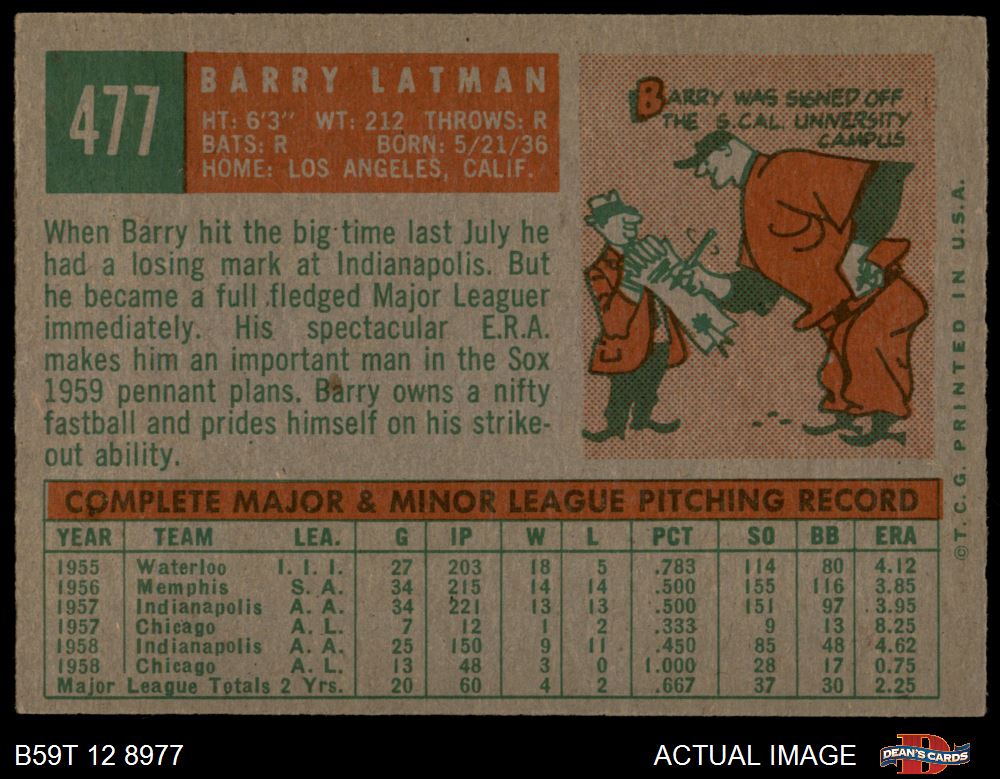 477
BARRY LATMAN
HT: 6'3" WT: 212 THROWS: R
BATS: R BORN: 5/21/36
HOME: LOS ANGELES, CALIF.
BARRY WAS SIGNED OFF
THE S. CAL. UNIVERSITY
CAMPUS
When Barry hit the big time last July he
had a losing mark at Indianapolis. But
he became a full fledged Major Leaguer
immediately. His spectacular E.R.A.
makes him an important man in the Sox
1959 pennant plans. Barry owns a nifty
fastball and prides himself on his strike-
out ability.
COMPLETE MAJOR & MINOR LEAGUE PITCHING RECORD
YEAR TEAM LEA. G IP W L PCT SO BB ERA
1955 Waterloo I. I. I. 27 203 18 5 .783 114 80 4.12
1956 Memphis S. A. 34 215 14 14 .500 155 116 3.85
1957 Indianapolis A. A. 34 221 13 13 .500 151 97 3.95
1957 Chicago A. L. 7 12 1 2 .333 9 13 8.25
1958 Indianapolis A. A. 25 150 9 11 .450 85 48 4.62
1958 Chicago A. L. 13 48 3 0 1.000 28 17 0.75
Major League Totals 2 Yrs. 20 60 4 2 .667 37 30 2.25
©T. C. G. PRINTED IN U.S.A.
B59T 12 8977
ACTUAL IMAGE
DEAN'S CARDS